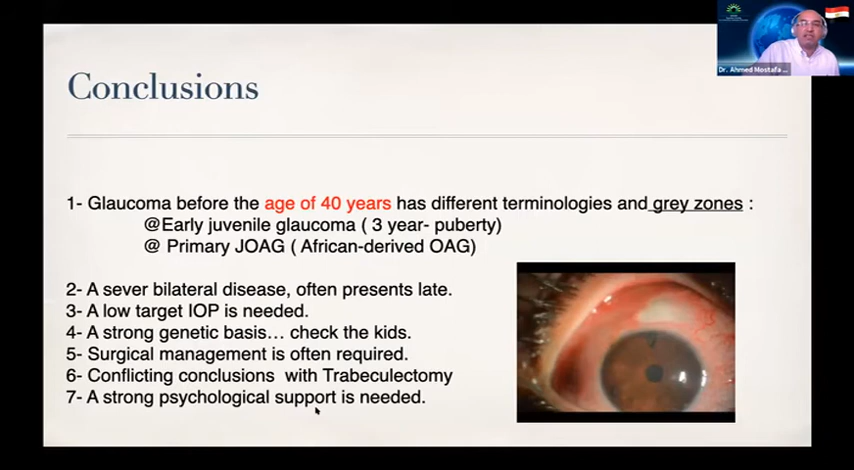 Dr. Ahmed Mostafa ...
Conclusions
1- Glaucoma before the age of 40 years has different terminologies and grey zones :
@Early juvenile glaucoma ( 3 year- puberty)
@ Primary JOAG ( African-derived OAG)
2- A sever bilateral disease, often presents late.
3- A low target IOP is needed.
4- A strong genetic basis… check the kids.
5- Surgical management is often required.
6- Conflicting conclusions with Trabeculectomy
7- A strong psychological support is needed.